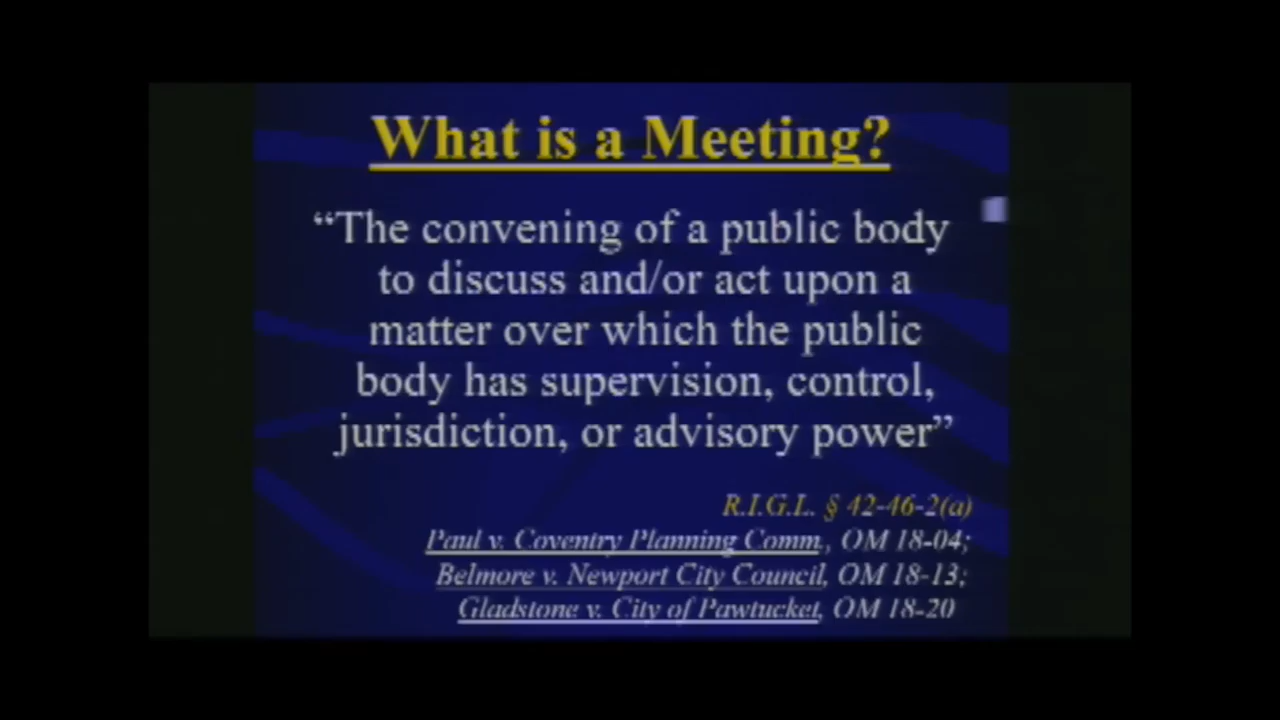 What is a Meeting?
“The convening of a public body
to discuss and/or act upon a
matter over which the public
body has supervision, control,
jurisdiction, or advisory power”
R.I.G.L. § 42-46-2(a)
Paul v. Coventry Planning Comm., OM 18-04;
Belmore v. Newport City Council, OM 18-13;
Gladstone v. City of Pawtucket, OM 18-20